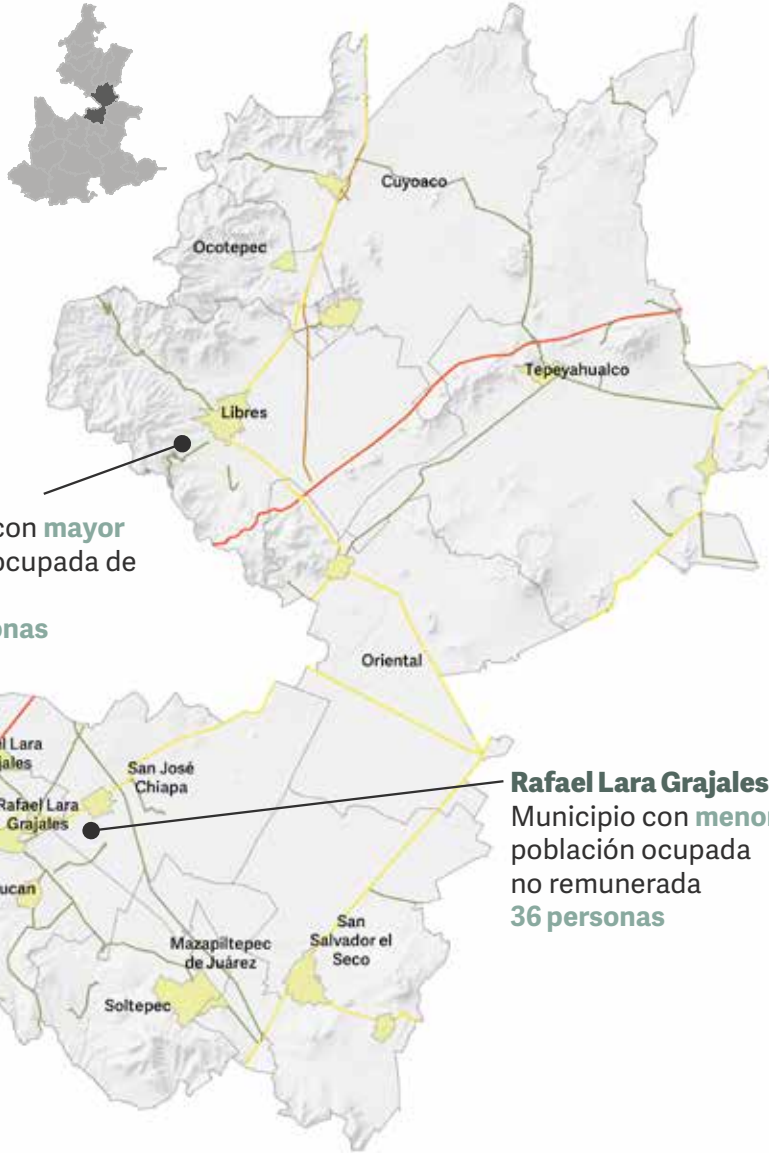 Cuyoaco
Ocotepec
Tepeyahualco
Libres
con mayor
ocupada de
Oriental
l Lara
San José
Chiapa
Rafael Lara
Grajales
Rafael Lara Grajales
Municipio con menor
población ocupada
no remunerada
36 personas
San
Salvador el
Seco
Mazapiltepec
de Juárez
Soltepec